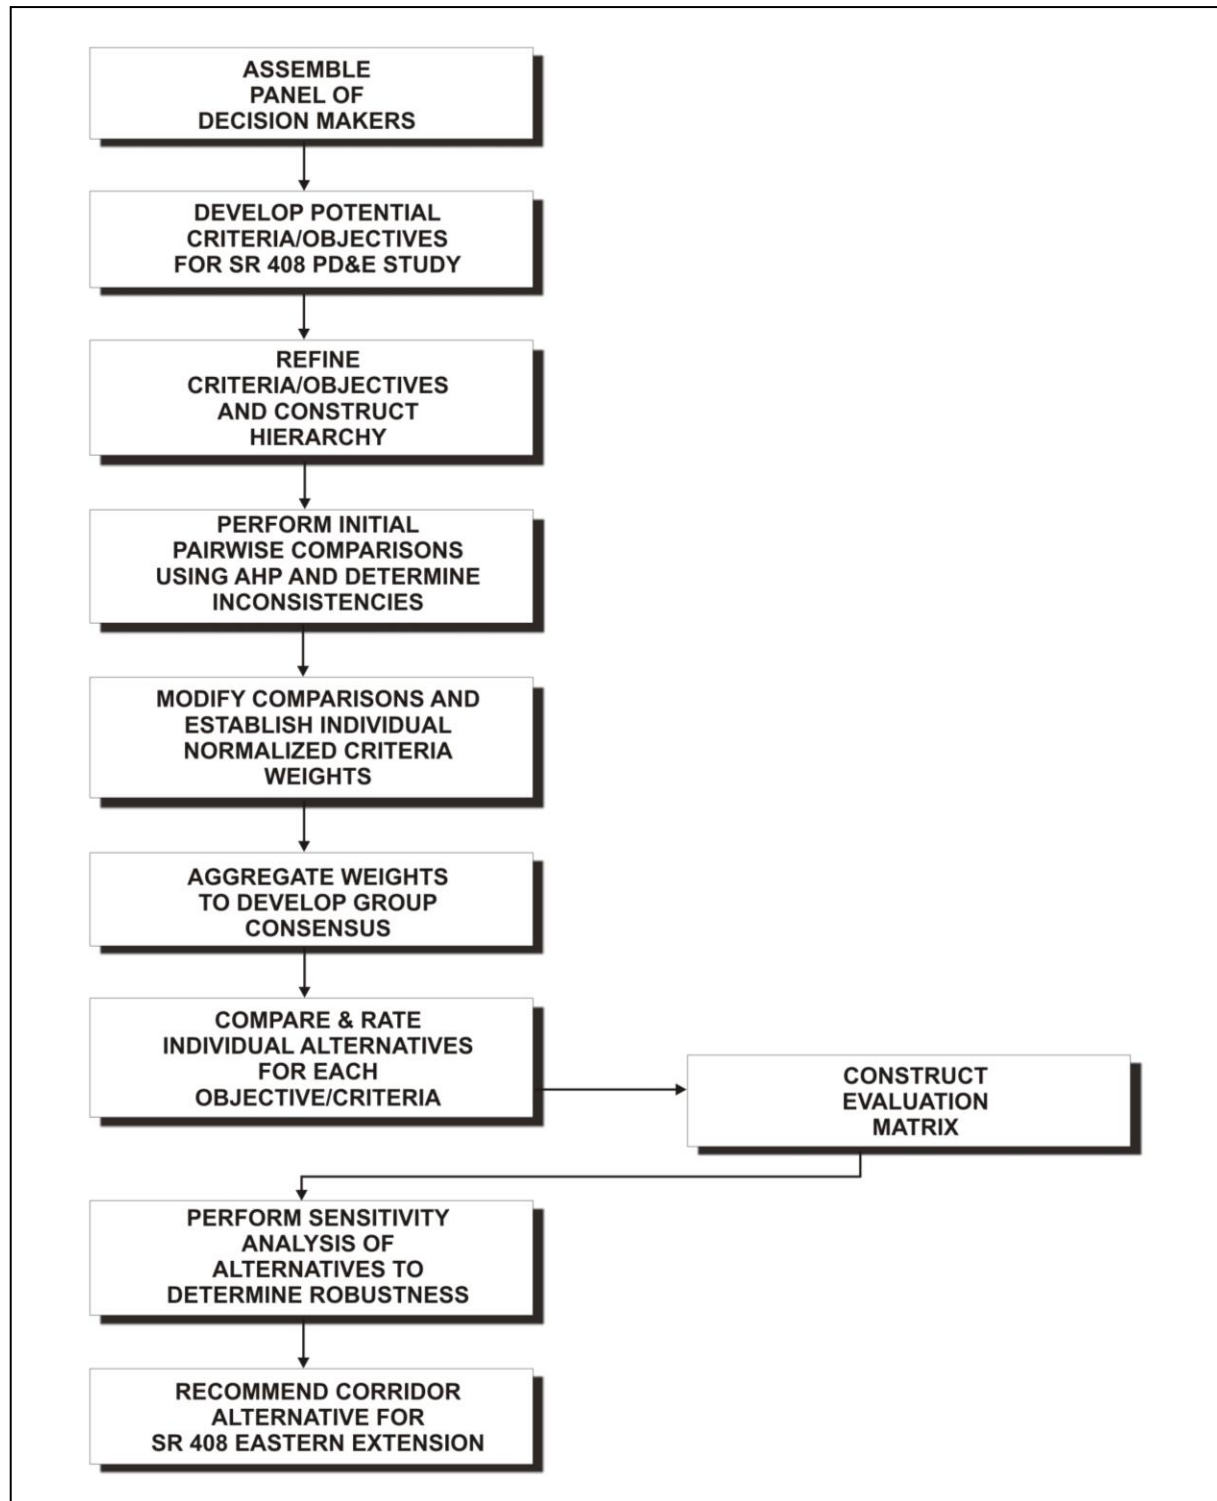 ASSEMBLE
PANEL OF
DECISION MAKERS
DEVELOP POTENTIAL
CRITERIA/OBJECTIVES
FOR SR 408 PD&E STUDY
REFINE
CRITERIA/OBJECTIVES
AND CONSTRUCT
HIERARCHY
PERFORM INITIAL
PAIRWISE COMPARISONS
USING AHP AND DETERMINE
INCONSISTENCIES
MODIFY COMPARISONS AND
ESTABLISH INDIVIDUAL
NORMALIZED CRITERIA
WEIGHTS
AGGREGATE WEIGHTS
TO DEVELOP GROUP
CONSENSUS
COMPARE & RATE
INDIVIDUAL ALTERNATIVES
FOR EACH
OBJECTIVE/CRITERIA
CONSTRUCT
EVALUATION
MATRIX
PERFORM SENSITIVITY
ANALYSIS OF
ALTERNATIVES TO
DETERMINE ROBUSTNESS
RECOMMEND CORRIDOR
ALTERNATIVE FOR
SR 408 EASTERN EXTENSION